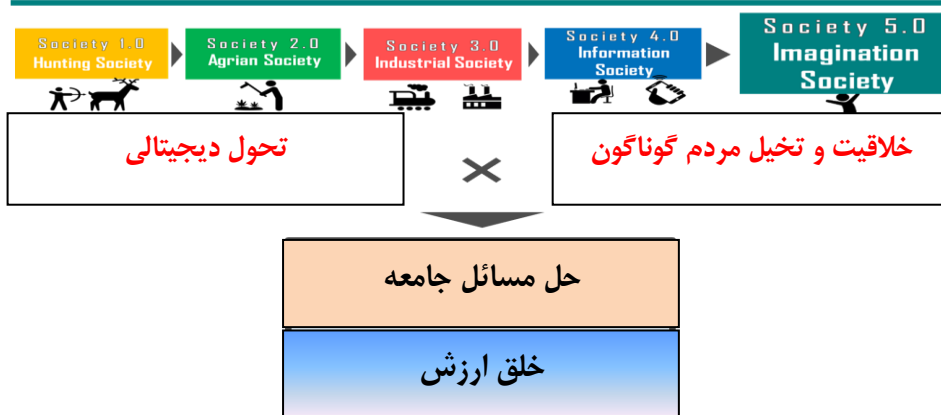 Society 1.0
Hunting Society
Society 2.0
Agrian Society
Society 3.0
Industrial Society
Society 4.0
Information
Society
Society 5.0
Imagination
Society
خلاقیت و تخیل مردم گوناگون
×
تحول دیجیتالی
حل مسائل جامعه
خلق ارزش